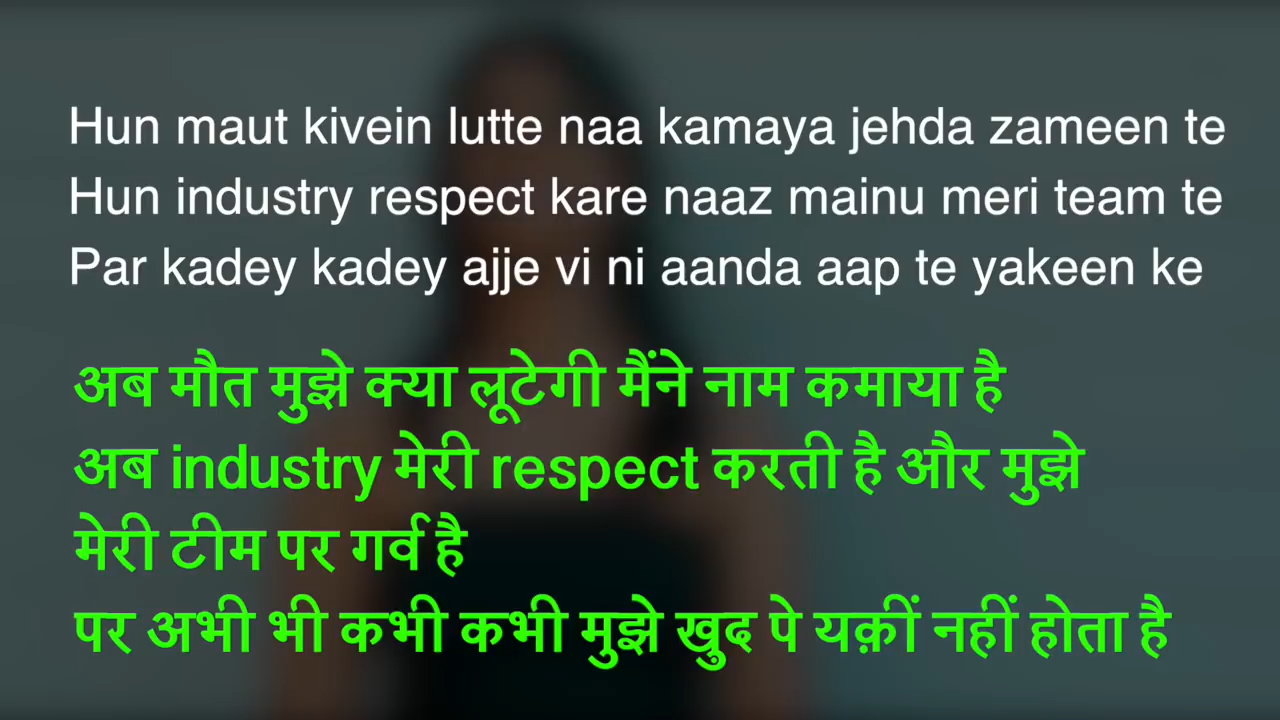 Hun maut kivein lutte naa kamaya jehda zameen te
Hun industry respect kare naaz mainu meri team te
Par kadey kadey ajje vi ni aanda aap te yakeen ke
अब मौत मुझे क्या लूटेगी मैंने नाम कमाया है
अब industry मेरी respect करती है और मुझे
मेरी टीम पर गर्व है
पर अभी भी कभी कभी मुझे खुद पे यक़ीं नहीं होता है